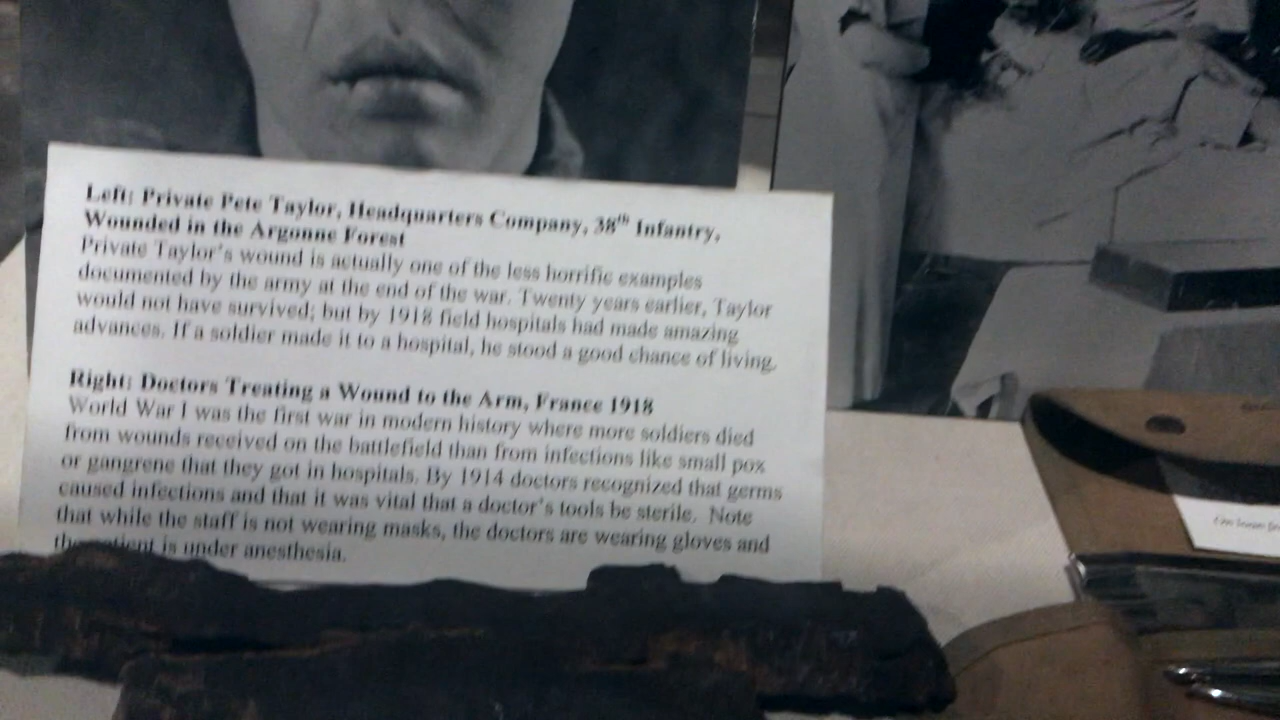 Left: Private Pete Taylor, Headquarters Company, 38th Infantry,
Wounded in the Argonne Forest
Private Taylor's wound is actually one of the less horrific examples
documented by the army at the end of the war. Twenty years earlier, Taylor
would not have survived; but by 1918 field hospitals had made amazing
advances. If a soldier made it to a hospital, he stood a good chance of living.
Right: Doctors Treating a Wound to the Arm, France 1918
World War I was the first war in modern history where more soldiers died
from wounds received on the battlefield than from infections like small pox
or gangrene that they got in hospitals. By 1914 doctors recognized that germs
caused infections and that it was vital that a doctor's tools be sterile. Note
that while the staff is not wearing masks, the doctors are wearing gloves and
the patient is under anesthesia.